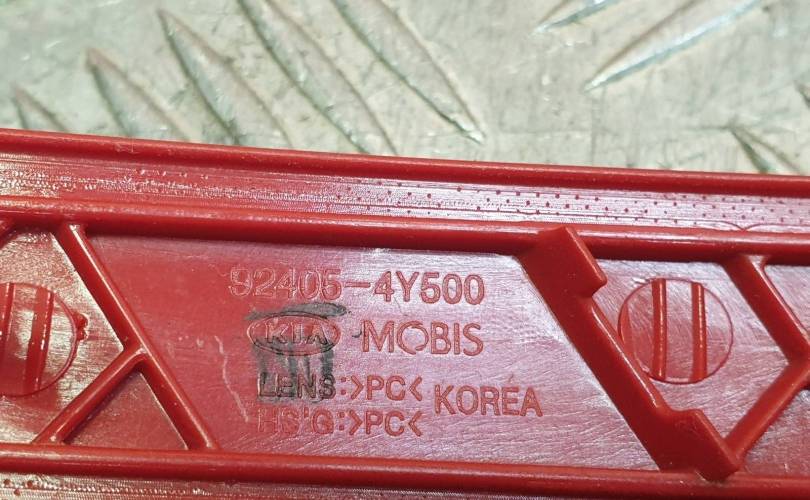 92405-4Y500
KIA MOBIS
LENS:>PC< KOREA
HS'G:>PC<